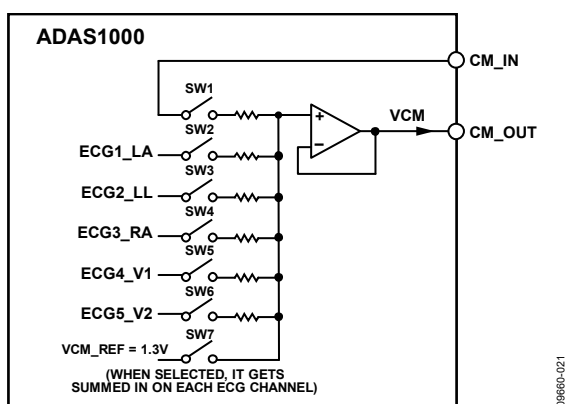 ADAS1000
CM_IN
SW1
+
VCM
CM_OUT
SW2
–
ECG1_LA
SW3
ECG2_LL
SW4
ECG3_RA
SW5
ECG4_V1
SW6
ECG5_V2
SW7
VCM_REF = 1.3V
(WHEN SELECTED, IT GETS
SUMMED IN ON EACH ECG CHANNEL)
09660-021